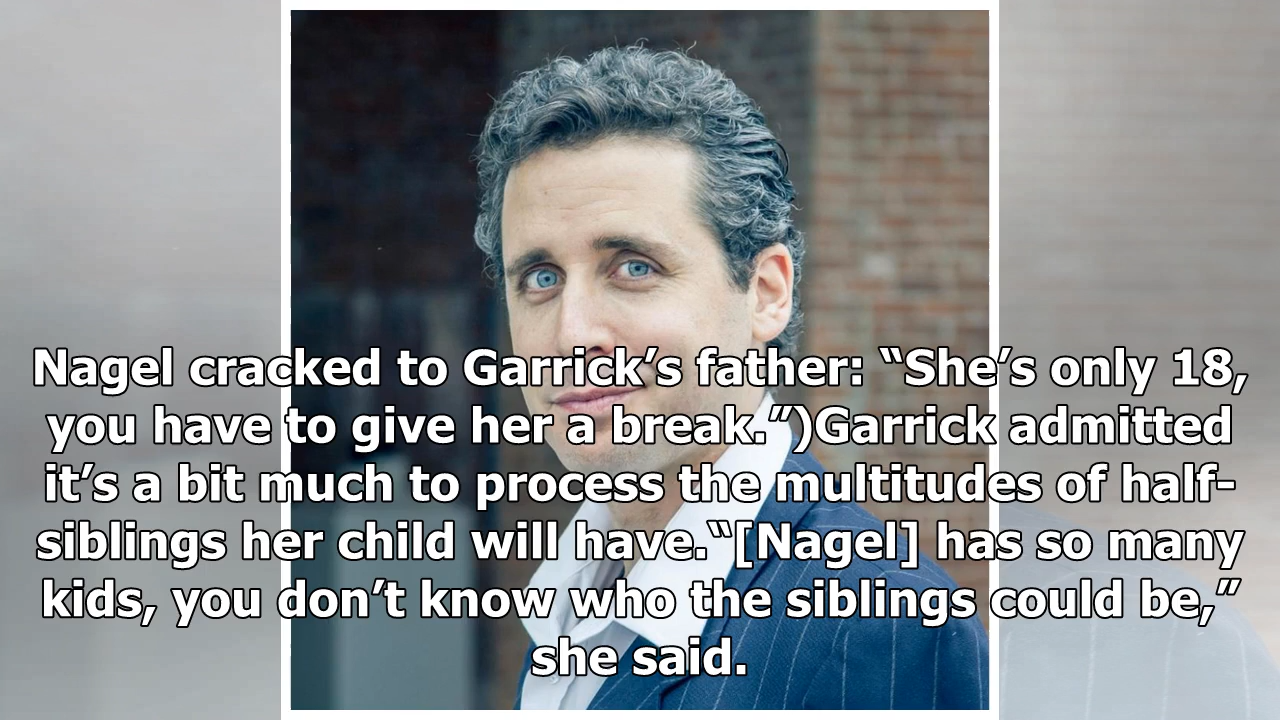 Nagel cracked to Garrick’s father: “She’s only 18,
you have to give her a break.”)Garrick admitted
it’s a bit much to process the multitudes of half-
siblings her child will have.“[Nagel] has so many
kids, you don’t know who the siblings could be,”
she said.